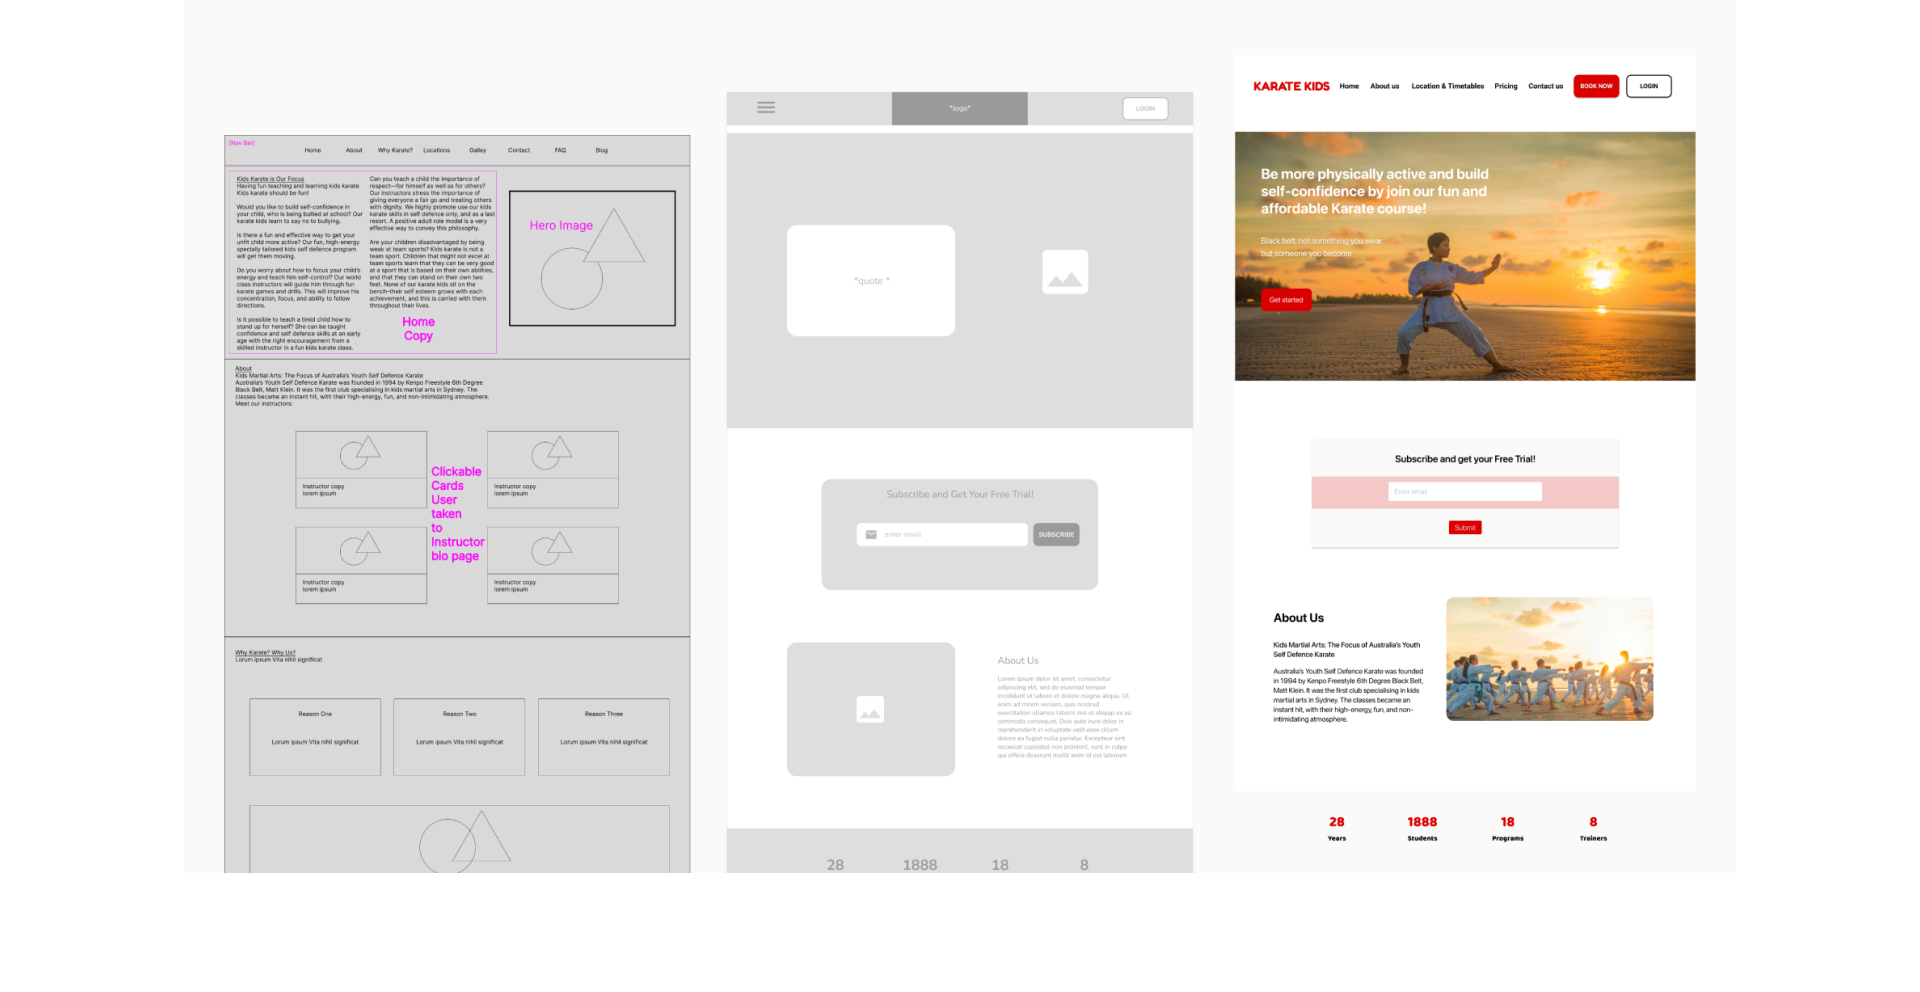 [Nav Bar]
Home About Why Karate? Locations Galley Contact FAQ Blog
Kids Karate is Our Focus
Having fun teaching and learning kids karate
Kids karate should be fun!
Would you like to build self-confidence in
your child, who is being bullied at school? Our
karate kids learn to say no to bullying.
Is there a fun and effective way to get your
unfit child more active? Our fun, high-energy
specially tailored kids self defence program
will get them moving.
Do you worry about how to focus your child's
energy and teach him self-control? Our world
class instructors will guide him through fun
karate games and drills. This will improve his
concentration, focus, and ability to follow
directions.
Is it possible to teach a timid child how to
stand up for herself? She can be taught
confidence and self defence skills at an early
age with the right encouragement from a
skilled instructor in a fun kids karate class.
Can you teach a child the importance of
respect—for himself as well as for others?
Our instructors stress the importance of
giving everyone a fair go and treating others
with dignity. We highly promote use our kids
karate skills in self defence only, and as a last
resort. A positive adult role model is a very
effective way to convey this philosophy.
Are your children disadvantaged by being
weak at team sports? Kids karate is not a
team sport. Children that might not excel at
team sports learn that they can be very good
at a sport that is based on their own abilities,
and that they can stand on their own two
feet. None of our karate kids sit on the
bench–their self esteem grows with each
achievement, and this is carried with them
throughout their lives.
Home
Copy
Hero Image
About
Kids Martial Arts: The Focus of Australia's Youth Self Defence Karate
Australia's Youth Self Defence Karate was founded in 1994 by Kenpo Freestyle 6th Degree
Black Belt, Matt Klein. It was the first club specialising in kids martial arts in Sydney. The
classes became an instant hit, with their high-energy, fun, and non-intimidating atmosphere.
Meet our instructors:
Instructor copy
lorem ipsum
Instructor copy
lorem ipsum
Clickable
Cards
User
taken
to
Instructor
bio page
Instructor copy
lorem ipsum
Instructor copy
lorem ipsum
Why Karate? Why Us?
Lorum ipsum Vita nihil significat
Reason One
Lorum ipsum Vita nihil significat
Reason Two
Lorum ipsum Vita nihil significat
Reason Three
Lorum ipsum Vita nihil significat
*logo*
LOGIN
*quote *
Subscribe and Get Your Free Trial!
enter email
SUBSCRIBE
About Us
Lorem ipsum dolor sit amet, consectetur
adipiscing elit, sed do eiusmod tempor
incididunt ut labore et dolore magna aliqua. Ut
enim ad minim veniam, quis nostrud
exercitation ullamco laboris nisi ut aliquip ex ea
commodo consequat. Duis aute irure dolor in
reprehenderit in voluptate velit esse cillum
dolore eu fugiat nulla pariatur. Excepteur sint
occaecat cupidatat non proident, sunt in culpa
qui officia deserunt mollit anim id est laborum
28 1888 18 8
KARATE KIDS Home About us Location & Timetables Pricing Contact us BOOK NOW LOGIN
Be more physically active and build
self-confidence by join our fun and
affordable Karate course!
Black belt, not something you wear
but someone you become
Get started
Subscribe and get your Free Trial!
Enter email
Submit
About Us
Kids Martial Arts: The Focus of Australia's Youth
Self Defence Karate
Australia's Youth Self Defence Karate was founded
in 1994 by Kenpo Freestyle 6th Degree Black Belt,
Matt Klein. It was the first club specialising in kids
martial arts in Sydney. The classes became an
instant hit, with their high-energy, fun, and non-
intimidating atmosphere.
28 1888 18 8
Years Students Programs Trainers